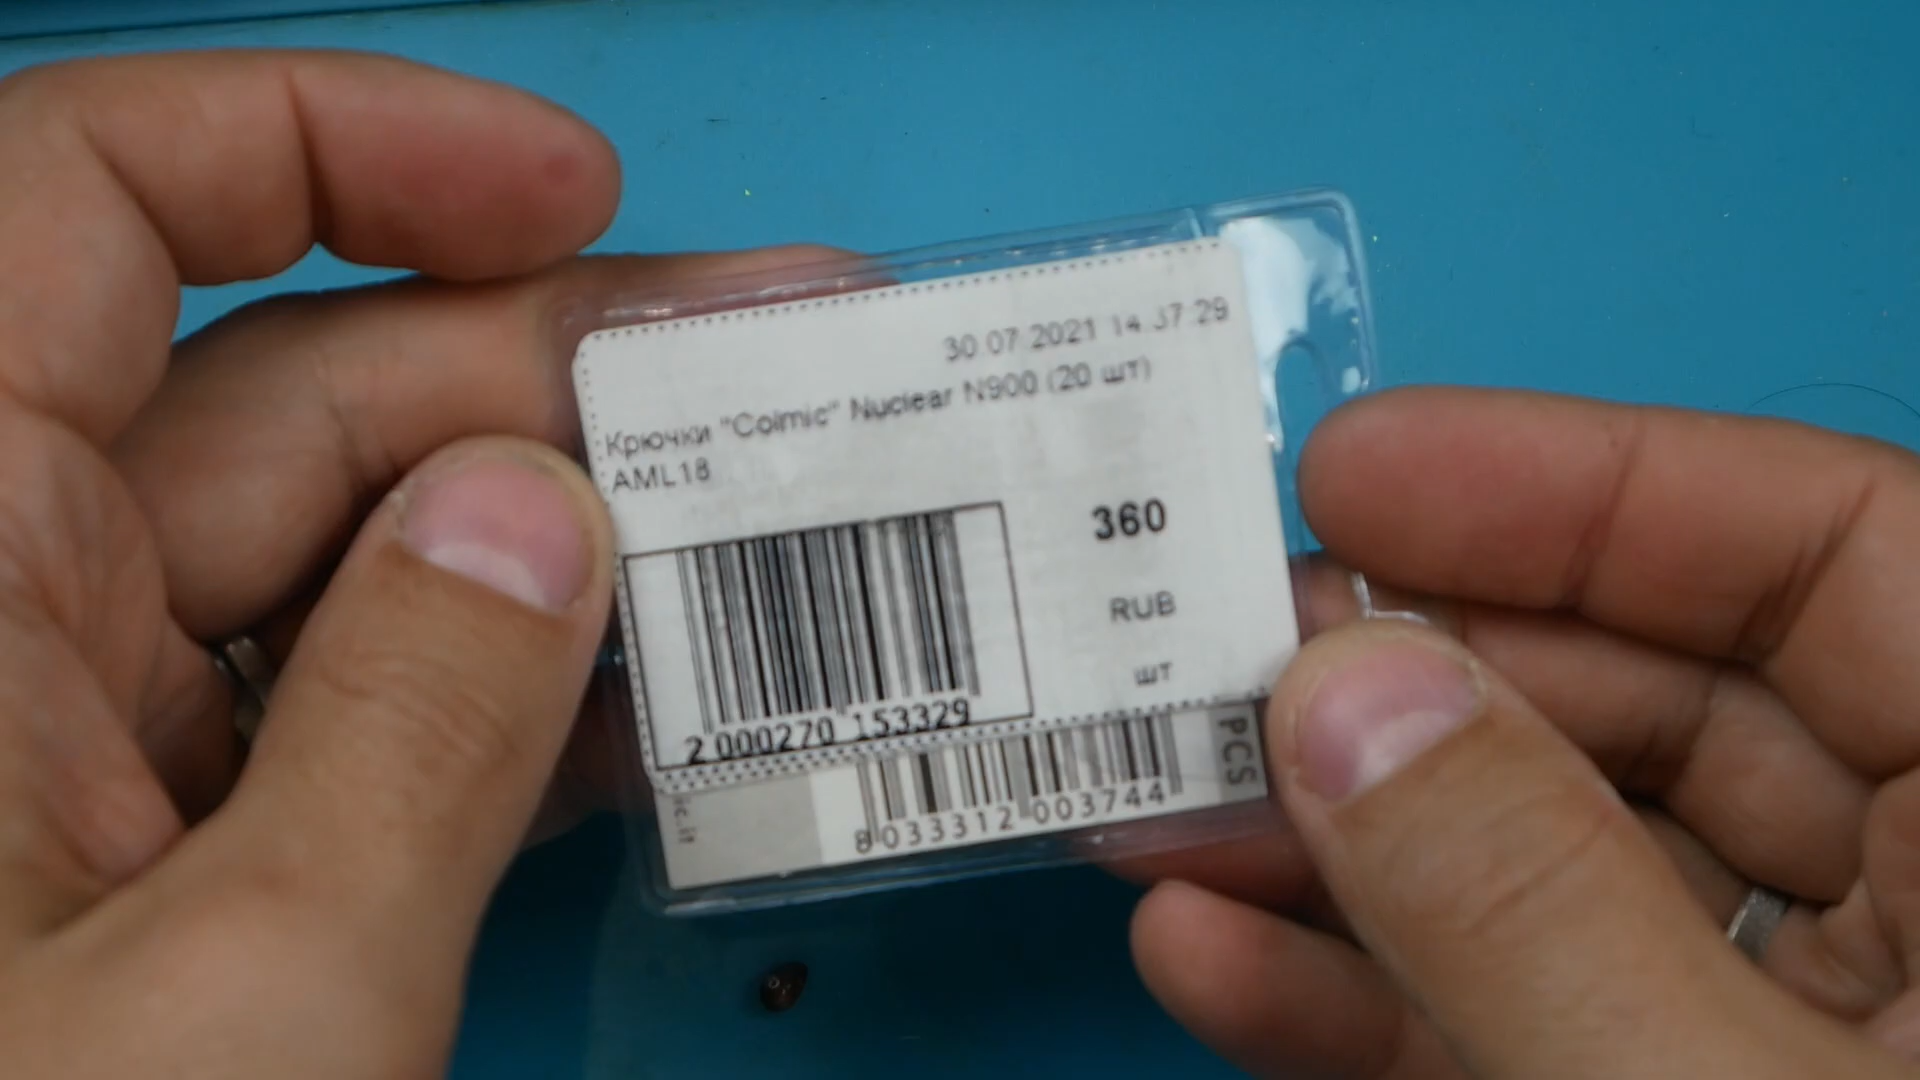 30.07.2021 14:37:29
Крючки "Colmic" Nuclear N900 (20 шт)
AML18
360
RUB
шт
2 000270 153329
PCS
8 033312 003744